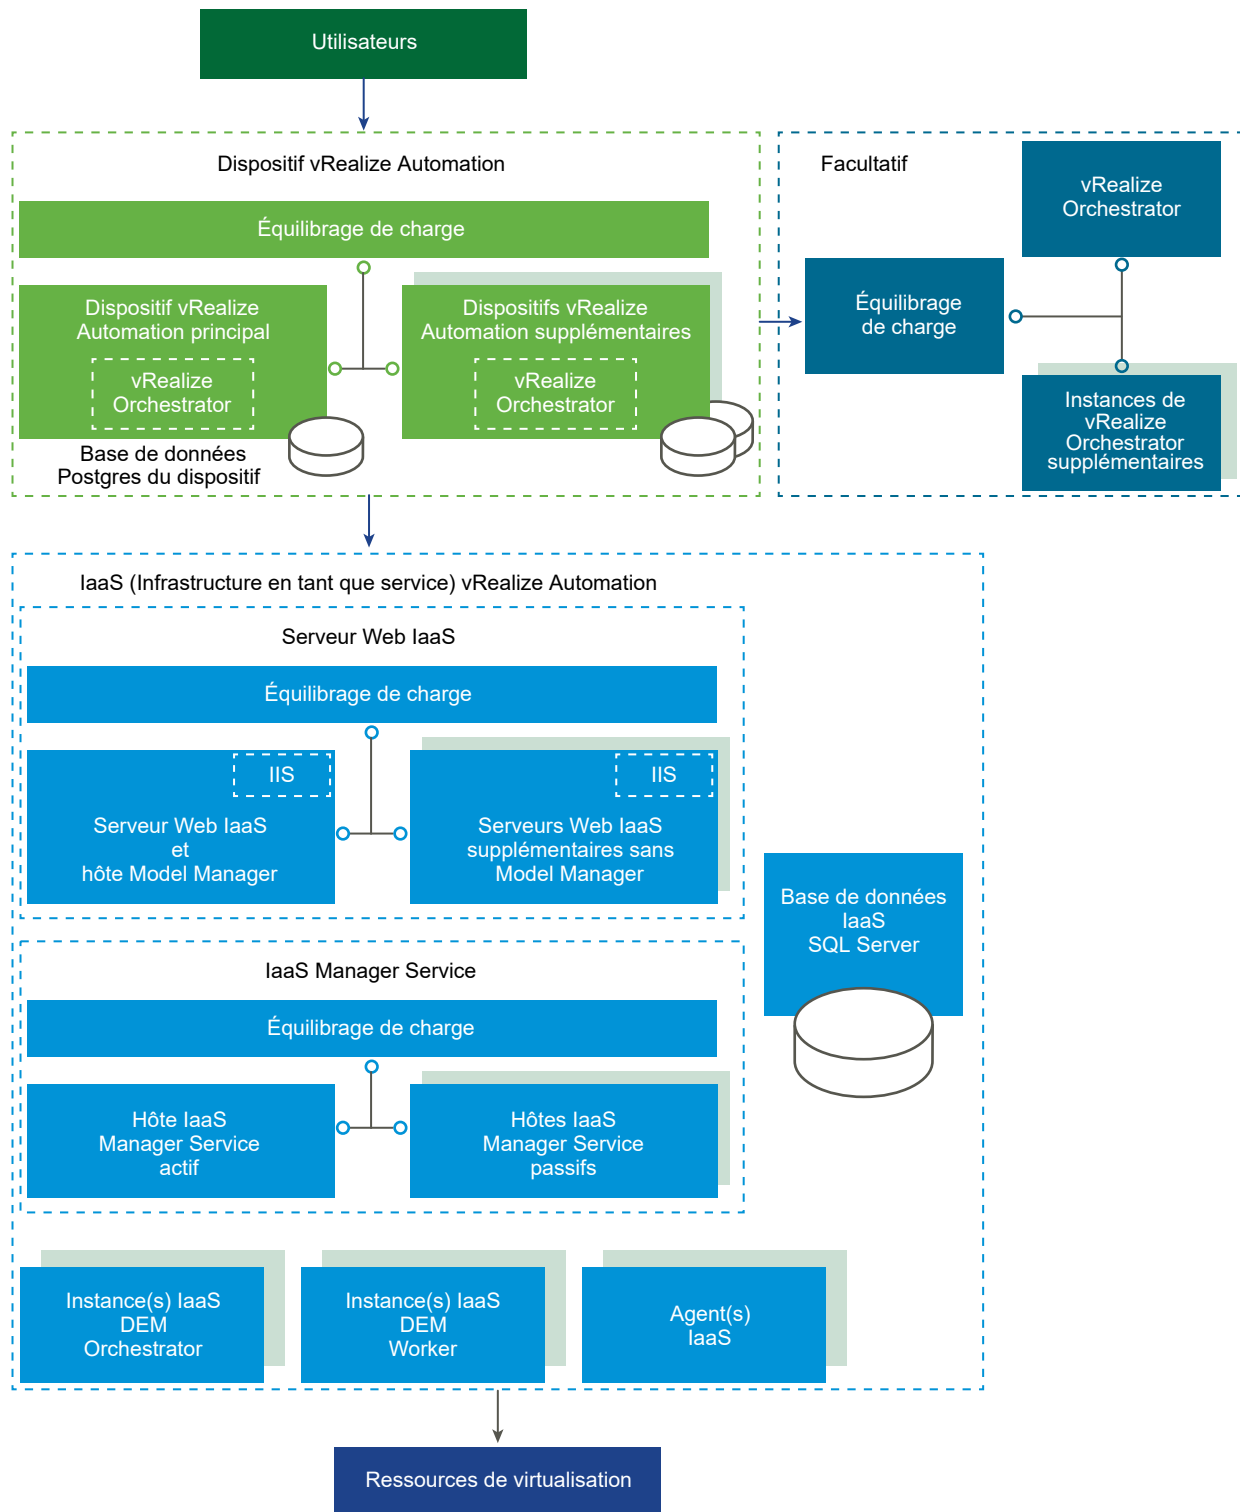 Utilisateurs
Dispositif vRealize Automation
Équilibrage de charge
Dispositif vRealize
Automation principal
vRealize
Orchestrator
Dispositifs vRealize
Automation supplémentaires
vRealize
Orchestrator
Base de données
Postgres du dispositif
Facultatif
vRealize
Orchestrator
Équilibrage
de charge
Instances de
vRealize
Orchestrator
supplémentaires
IaaS (Infrastructure en tant que service) vRealize Automation
Serveur Web IaaS
Équilibrage de charge
IIS
Serveur Web IaaS
et
hôte Model Manager
IIS
Serveurs Web IaaS
supplémentaires sans
Model Manager
Base de données
IaaS
SQL Server
IaaS Manager Service
Équilibrage de charge
Hôte IaaS
Manager Service
actif
Hôtes IaaS
Manager Service
passifs
Instance(s) IaaS
DEM
Orchestrator
Instance(s) IaaS
DEM
Worker
Agent(s)
IaaS
Ressources de virtualisation